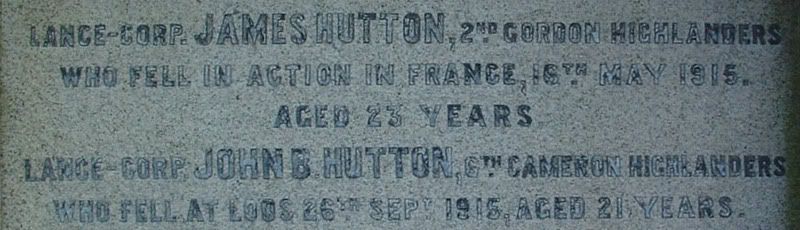 LANCE-CORP. JAMES HUTTON, 2ND GORDON HIGHLANDERS
WHO FELL IN ACTION IN FRANCE, 16TH MAY 1915.
AGED 23 YEARS
LANCE-CORP. JOHN B. HUTTON, 6TH CAMERON HIGHLANDERS
WHO FELL AT LOOS 26TH SEPT 1915, AGED 21 YEARS.